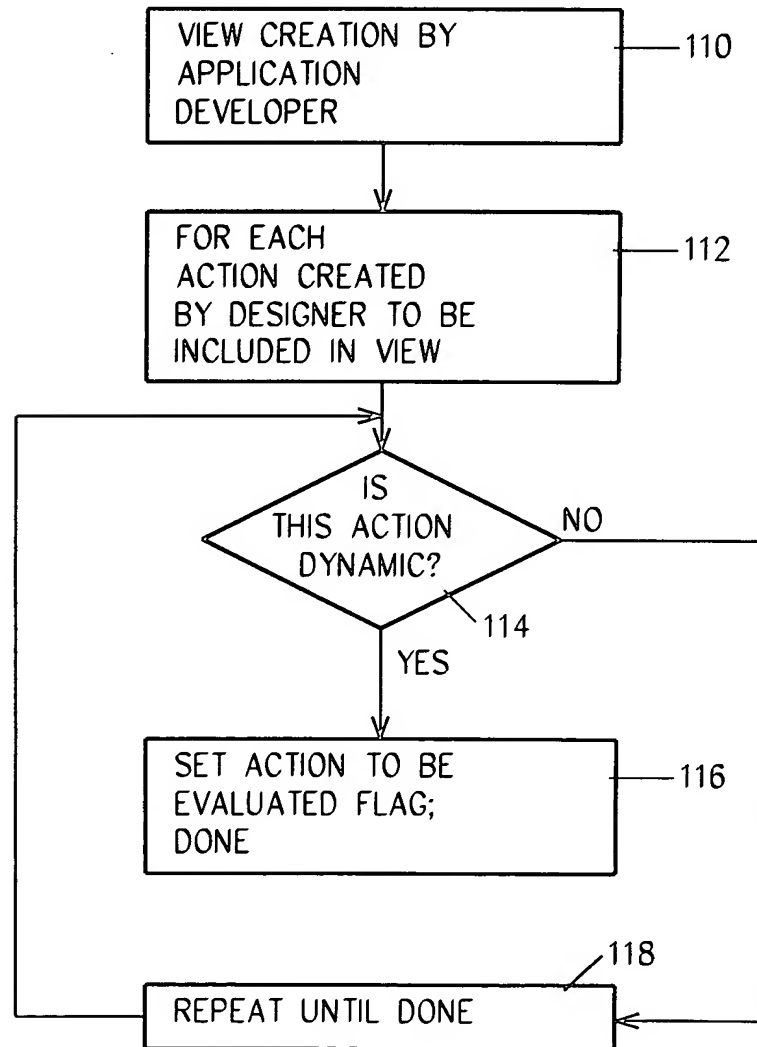 VIEW CREATION BY
APPLICATION
DEVELOPER
110
FOR EACH
ACTION CREATED
BY DESIGNER TO BE
INCLUDED IN VIEW
112
IS
THIS ACTION
DYNAMIC?
NO
114
YES
SET ACTION TO BE
EVALUATED FLAG;
DONE
116
118
REPEAT UNTIL DONE